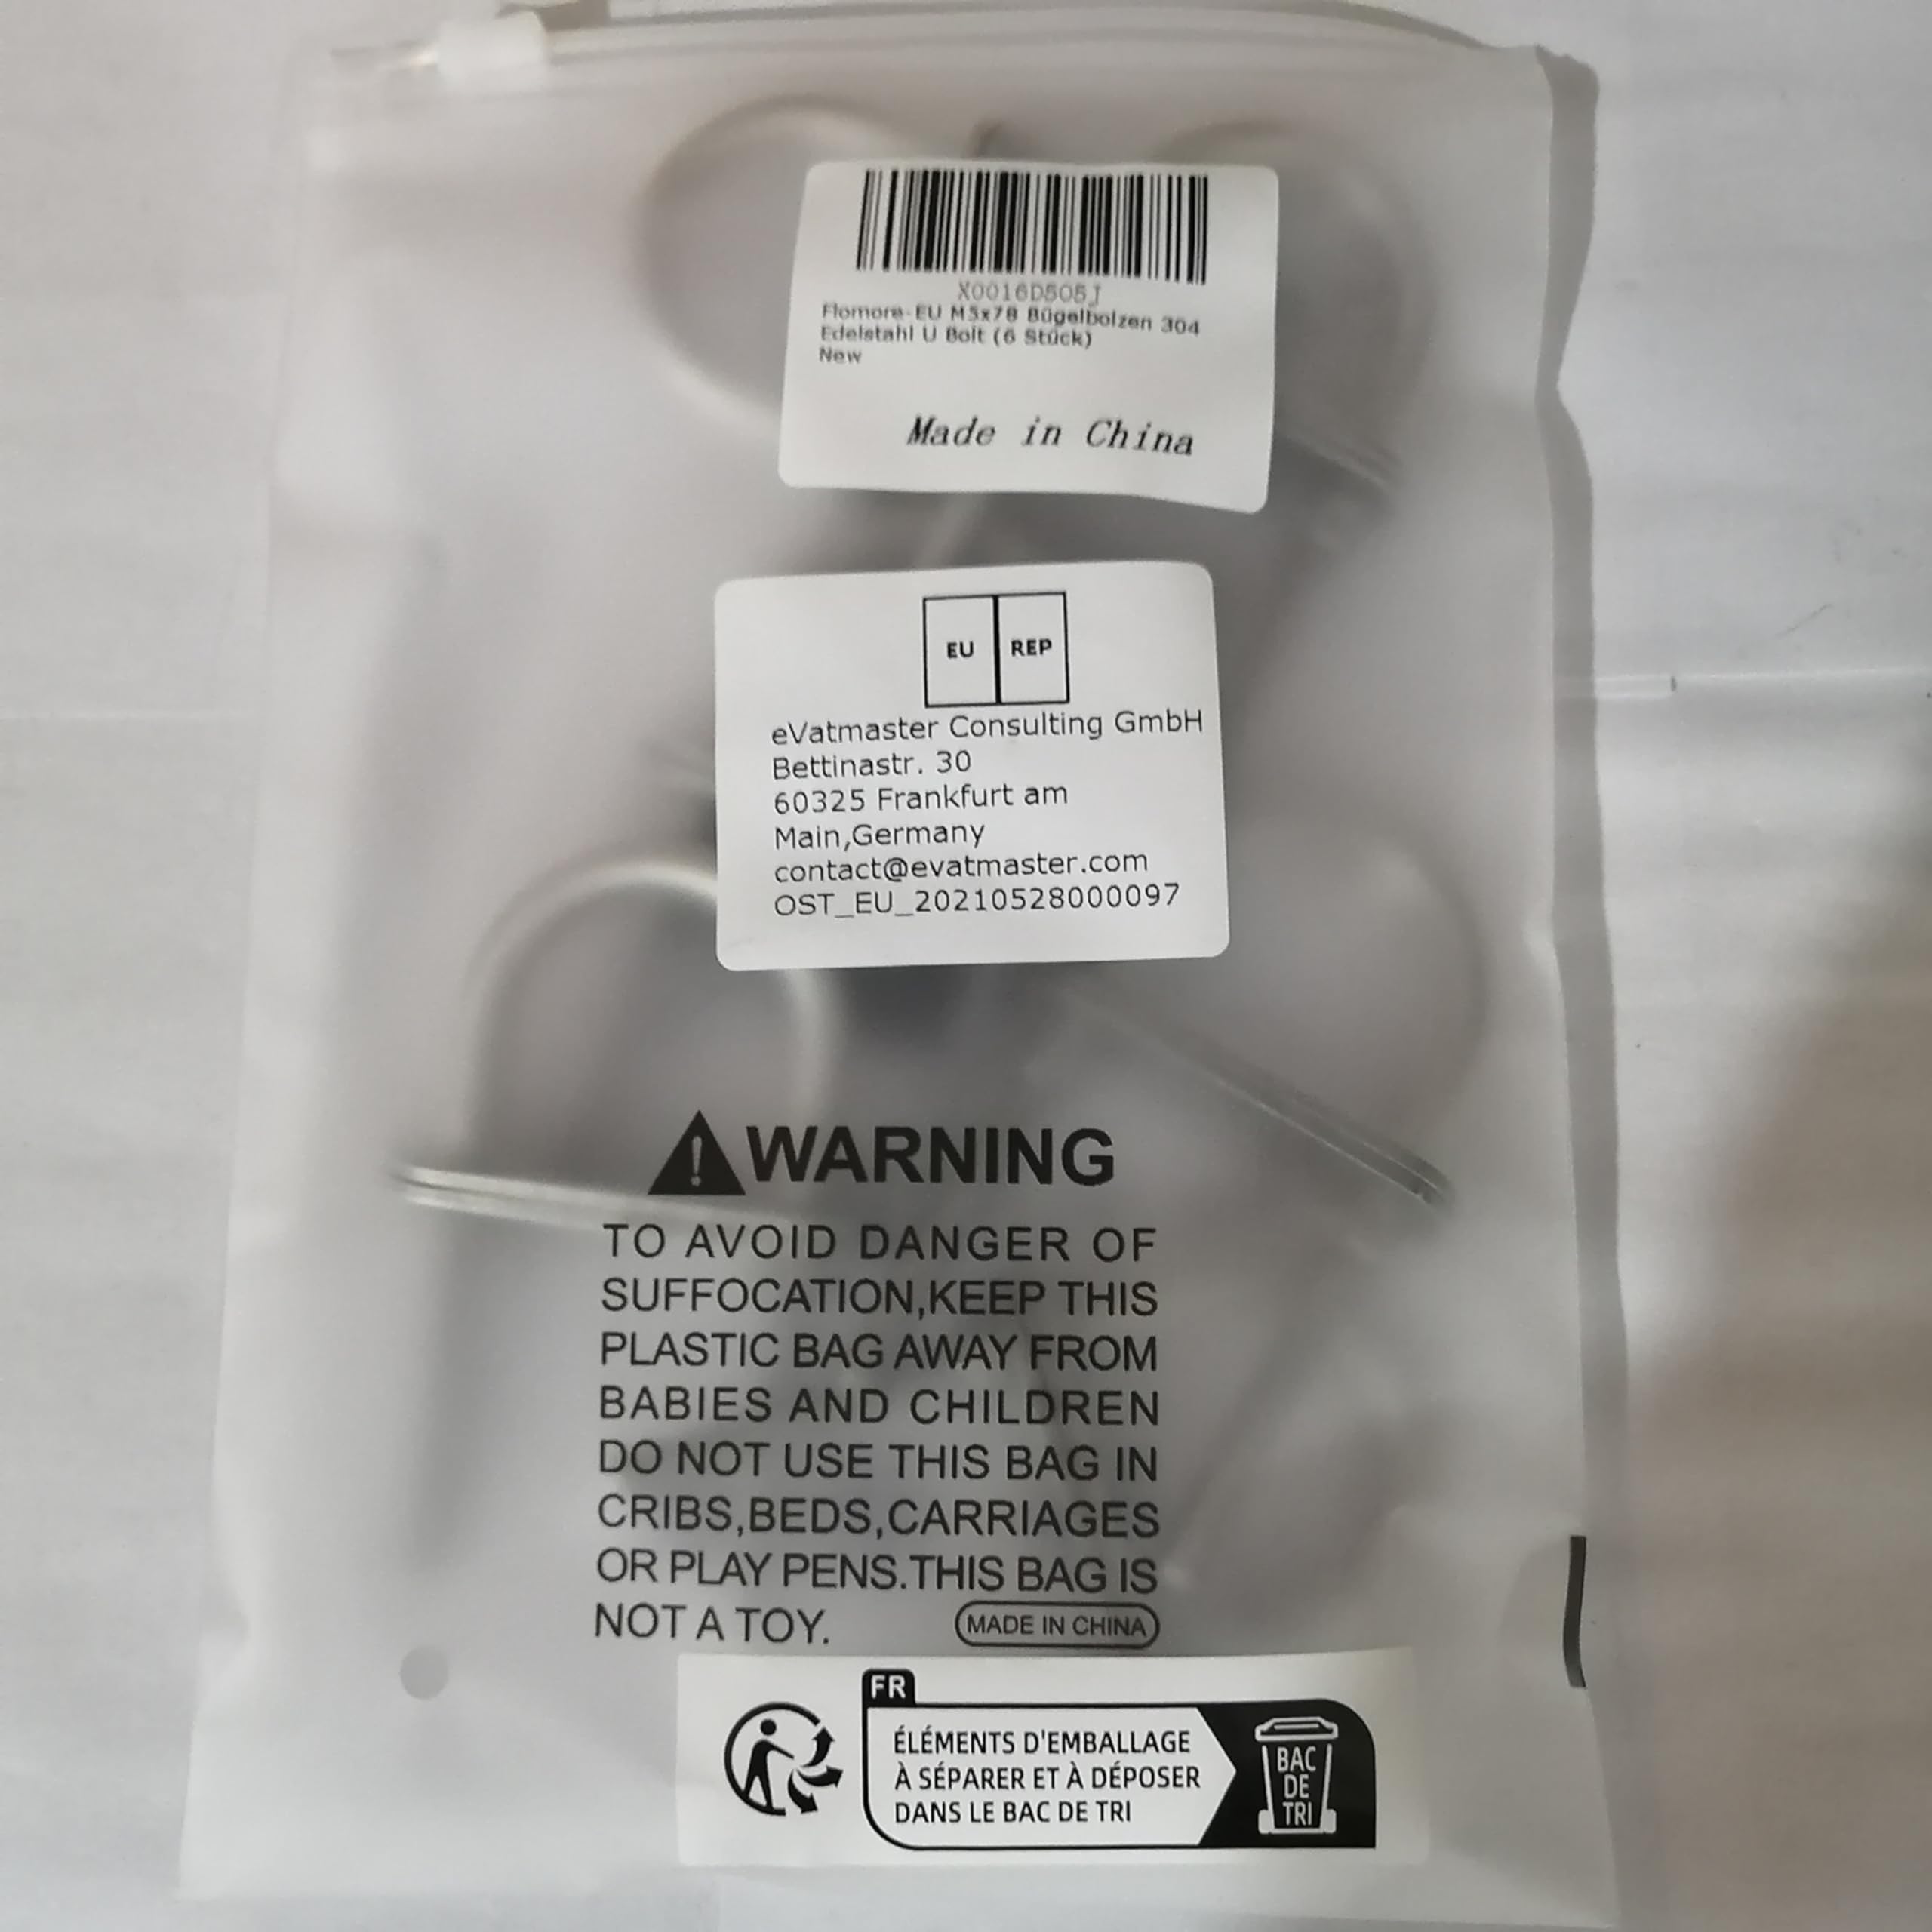 X0016D505J
Flomore-EU M5x78 Bügelbolzen 304
Edelstahl U Bolt (6 Stück)
New
Made in China
EU REP
eVatmaster Consulting GmbH
Bettinastr. 30
60325 Frankfurt am
Main,Germany
contact@evatmaster.com
OST_EU_20210528000097
WARNING
TO AVOID DANGER OF
SUFFOCATION,KEEP THIS
PLASTIC BAG AWAY FROM
BABIES AND CHILDREN
DO NOT USE THIS BAG IN
CRIBS,BEDS,CARRIAGES
OR PLAY PENS.THIS BAG IS
NOT A TOY.
MADE IN CHINA
FR
ÉLÉMENTS D'EMBALLAGE
À SÉPARER ET À DÉPOSER
DANS LE BAC DE TRI
BAC
DE
TRI